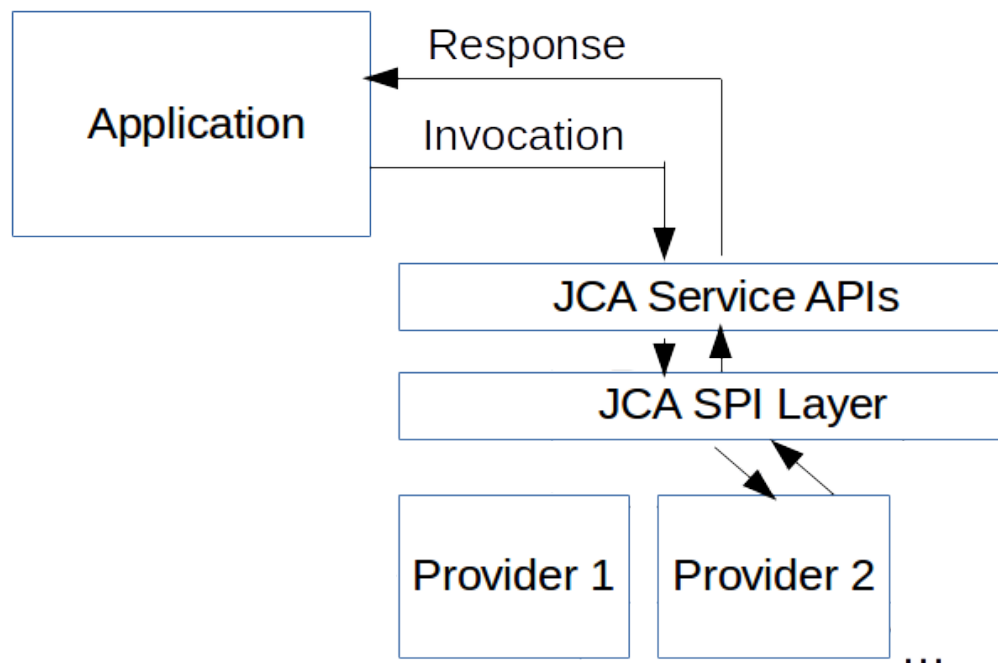 Response
Application
Invocation
JCA Service APIs
JCA SPI Layer
Provider 1
Provider 2
...